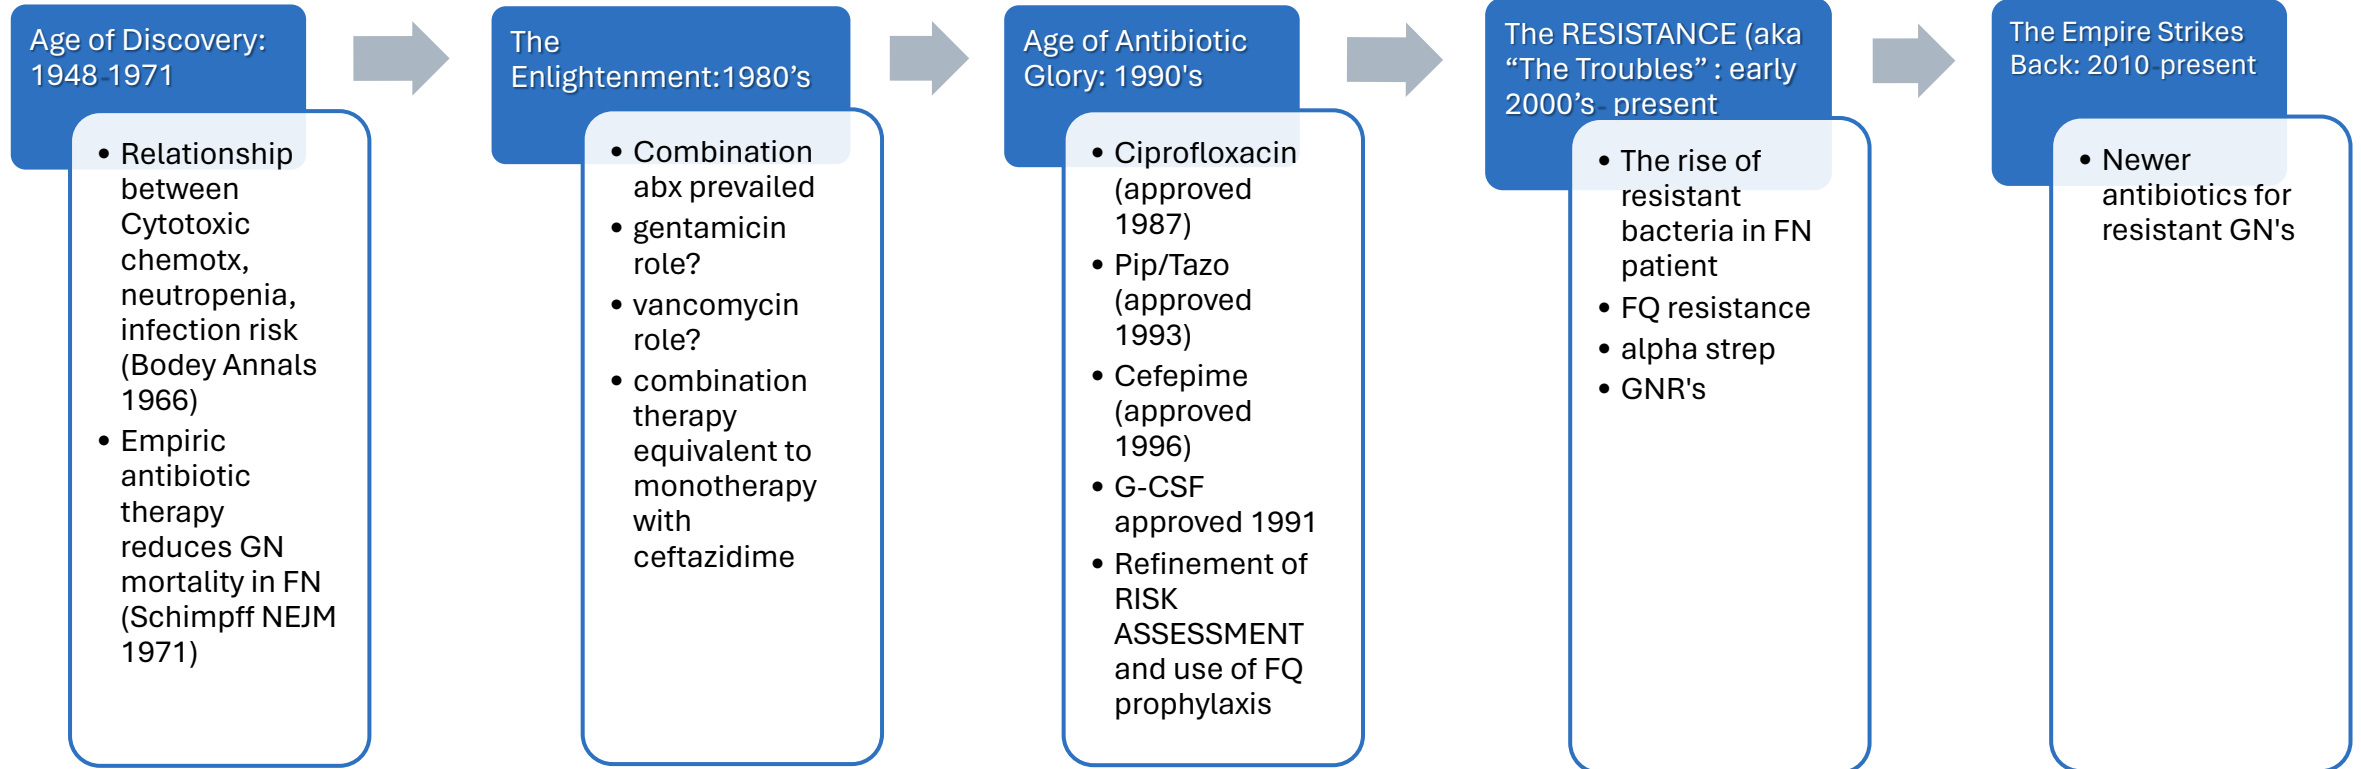 Age of Discovery:
1948-1971
• Relationship
between
Cytotoxic
chemotx,
neutropenia,
infection risk
(Bodey Annals
1966)
• Empiric
antibiotic
therapy
reduces GN
mortality in FN
(Schimpff NEJM
1971)
The
Enlightenment:1980’s
• Combination
abx prevailed
• gentamicin
role?
• vancomycin
role?
• combination
therapy
equivalent to
monotherapy
with
ceftazidime
Age of Antibiotic
Glory: 1990's
• Ciprofloxacin
(approved
1987)
• Pip/Tazo
(approved
1993)
• Cefepime
(approved
1996)
• G-CSF
approved 1991
• Refinement of
RISK
ASSESSMENT
and use of FQ
prophylaxis
The RESISTANCE (aka
“The Troubles” : early
2000’s- present
• The rise of
resistant
bacteria in FN
patient
• FQ resistance
• alpha strep
• GNR's
The Empire Strikes
Back: 2010-present
• Newer
antibiotics for
resistant GN's